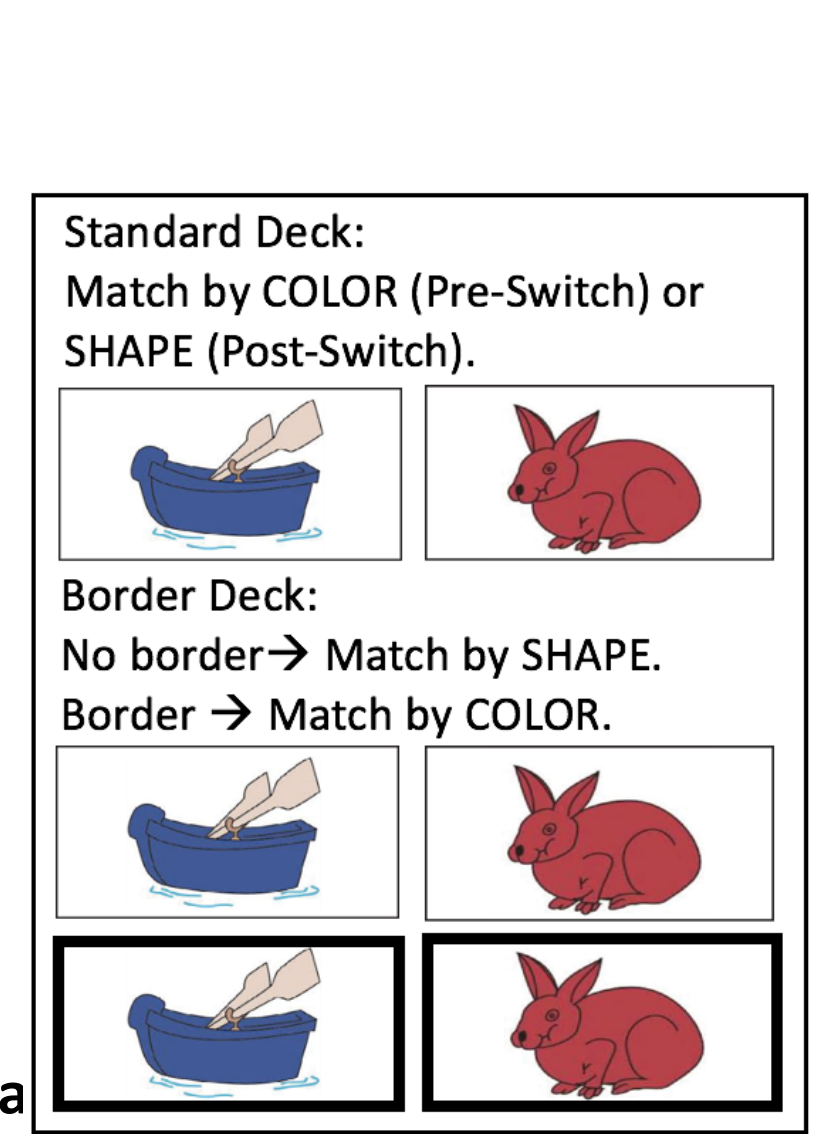 Standard Deck:
Match by COLOR (Pre-Switch) or
SHAPE (Post-Switch).
Border Deck:
No border→ Match by SHAPE.
Border → Match by COLOR.
a